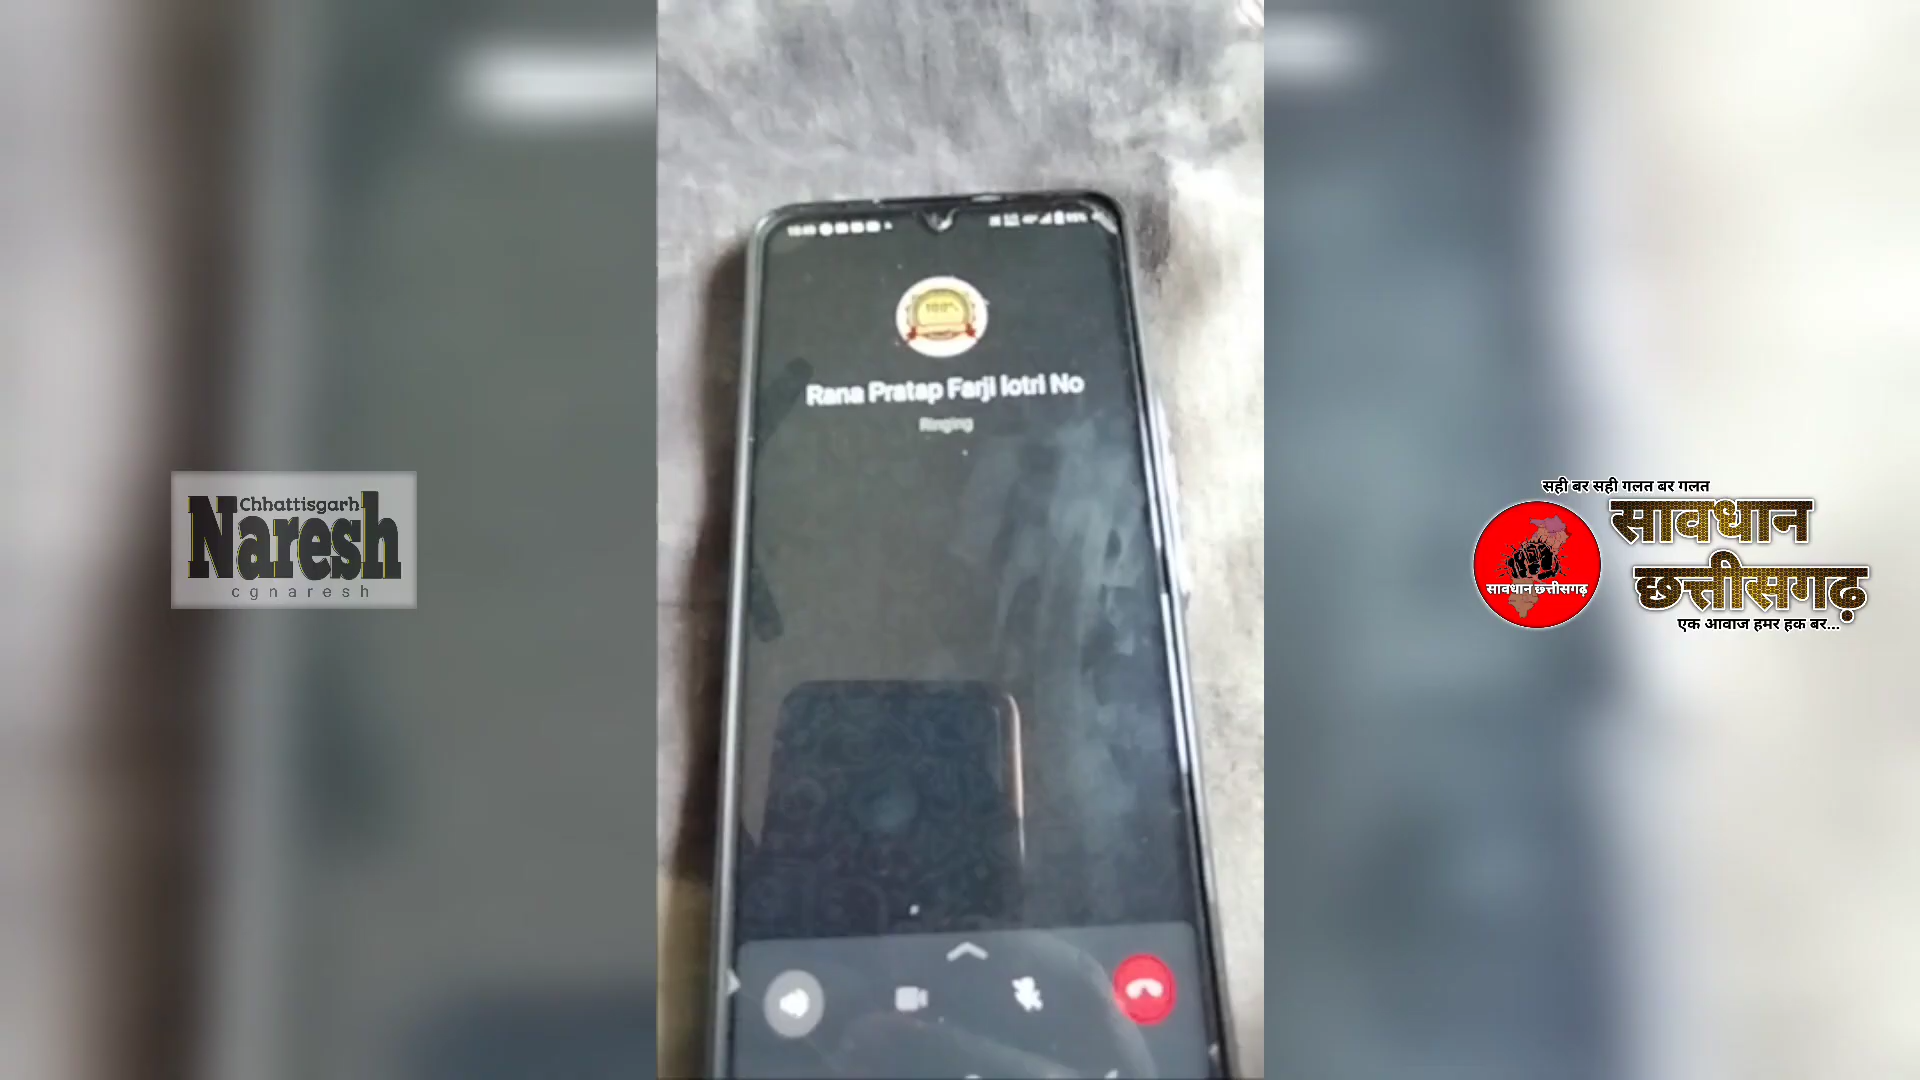 Rana Pratap Farji lotri No
Ringing
Chhattisgarh
Naresh
cgnaresh
सही बर सही गलत बर गलत
सावधान
छत्तीसगढ़
सावधान छत्तीसगढ़
एक आवाज हमर हक बर...
100%